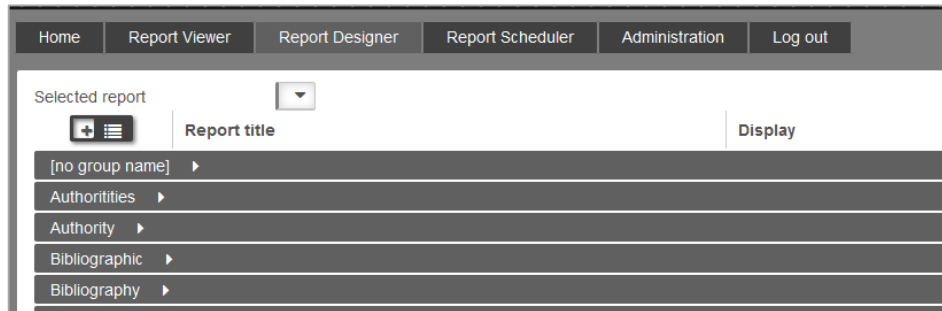 Home Report Viewer Report Designer Report Scheduler Administration Log out
Selected report
Report title Display
[no group name]
Authoritities
Authority
Bibliographic
Bibliography